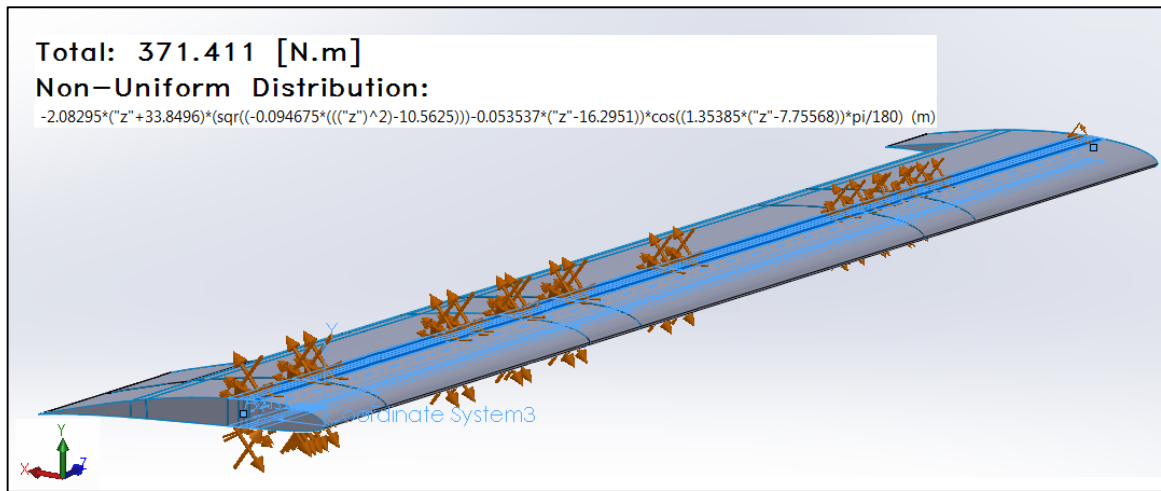 Total: 371.411 [N.m]
Non-Uniform Distribution:
-2.08295*("z"+33.8496)*(sqr((-0.094675*((("z")^2)-10.5625)))-0.053537*("z"-16.2951))*cos((1.35385*("z"-7.75568))*pi/180) (m)
Y
Coordinate System3
Y
X
Z